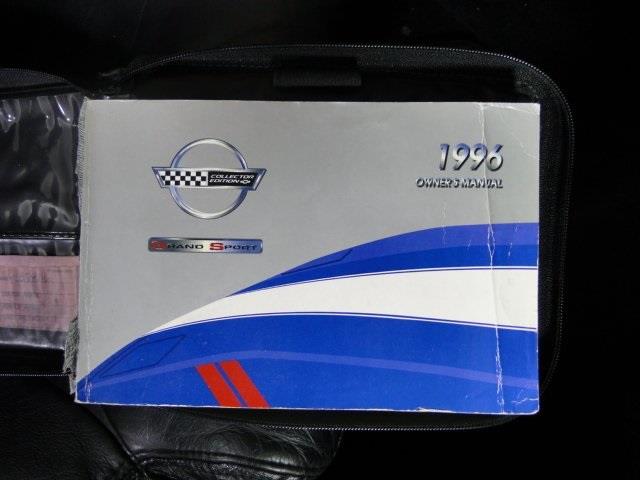 COLLECTOR
EDITION
GRAND SPORT
1996
OWNER'S MANUAL